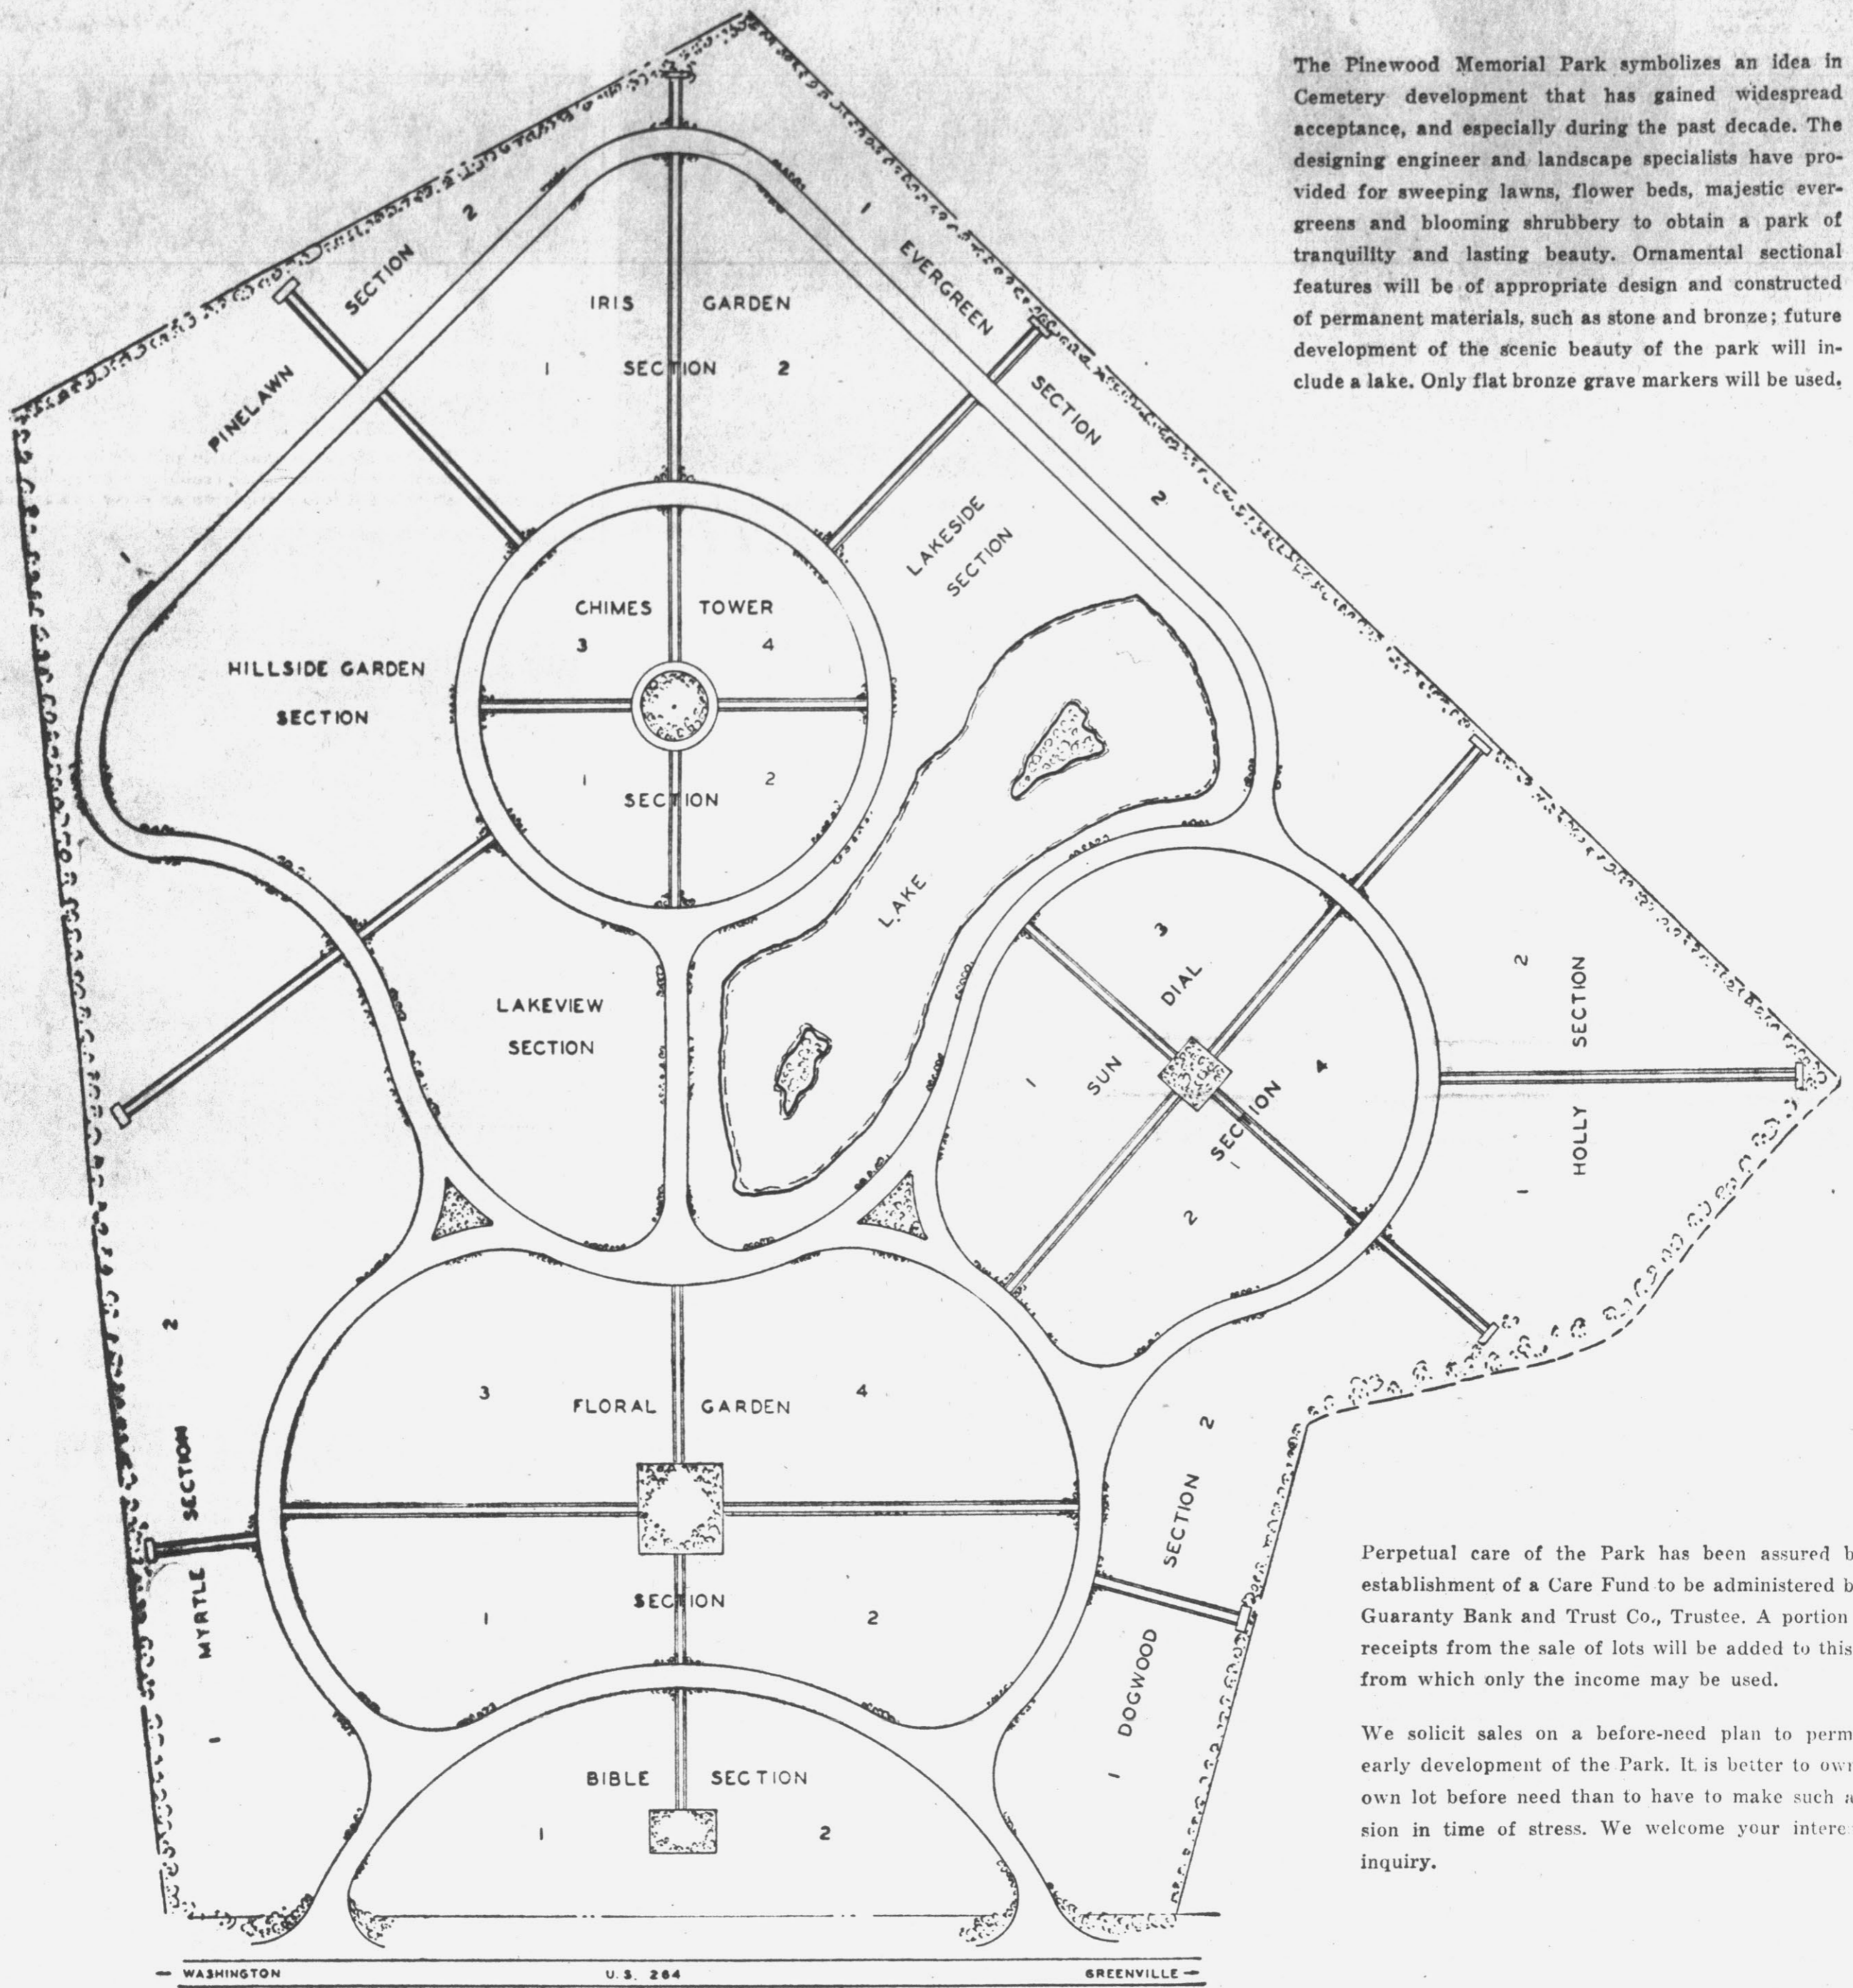 The Pinewood Memorial Park symbolizes an idea in
Cemetery development that has gained widespread
acceptance, and especially during the past decade. The
designing engineer and landscape specialists have pro-
vided for sweeping lawns, flower beds, majestic ever-
greens and blooming shrubbery to obtain a park of
tranquility and lasting beauty. Ornamental sectional
features will be of appropriate design and constructed
of permanent materials, such as stone and bronze; future
development of the scenic beauty of the park will in-
clude a lake. Only flat bronze grave markers will be used.
PINELAWN SECTION
1
2
IRIS GARDEN
1 SECTION 2
1
EVERGREEN SECTION
2
LAKESIDE
SECTION
CHIMES TOWER
3 4
1 2
SECTION
HILLSIDE GARDEN
SECTION
LAKE
LAKEVIEW
SECTION
3
SUN DIAL
1 4
SECTION
1
2
2
HOLLY SECTION
1
2
MYRTLE SECTION
1
3 4
FLORAL GARDEN
SECTION
1 2
2
DOGWOOD SECTION
1
BIBLE SECTION
1 2
Perpetual care of the Park has been assured b
establishment of a Care Fund to be administered b
Guaranty Bank and Trust Co., Trustee. A portion
receipts from the sale of lots will be added to this
from which only the income may be used.
We solicit sales on a before-need plan to perm
early development of the Park. It is better to own
own lot before need than to have to make such a
sion in time of stress. We welcome your intere
inquiry.
WASHINGTON U.S. 264 GREENVILLE